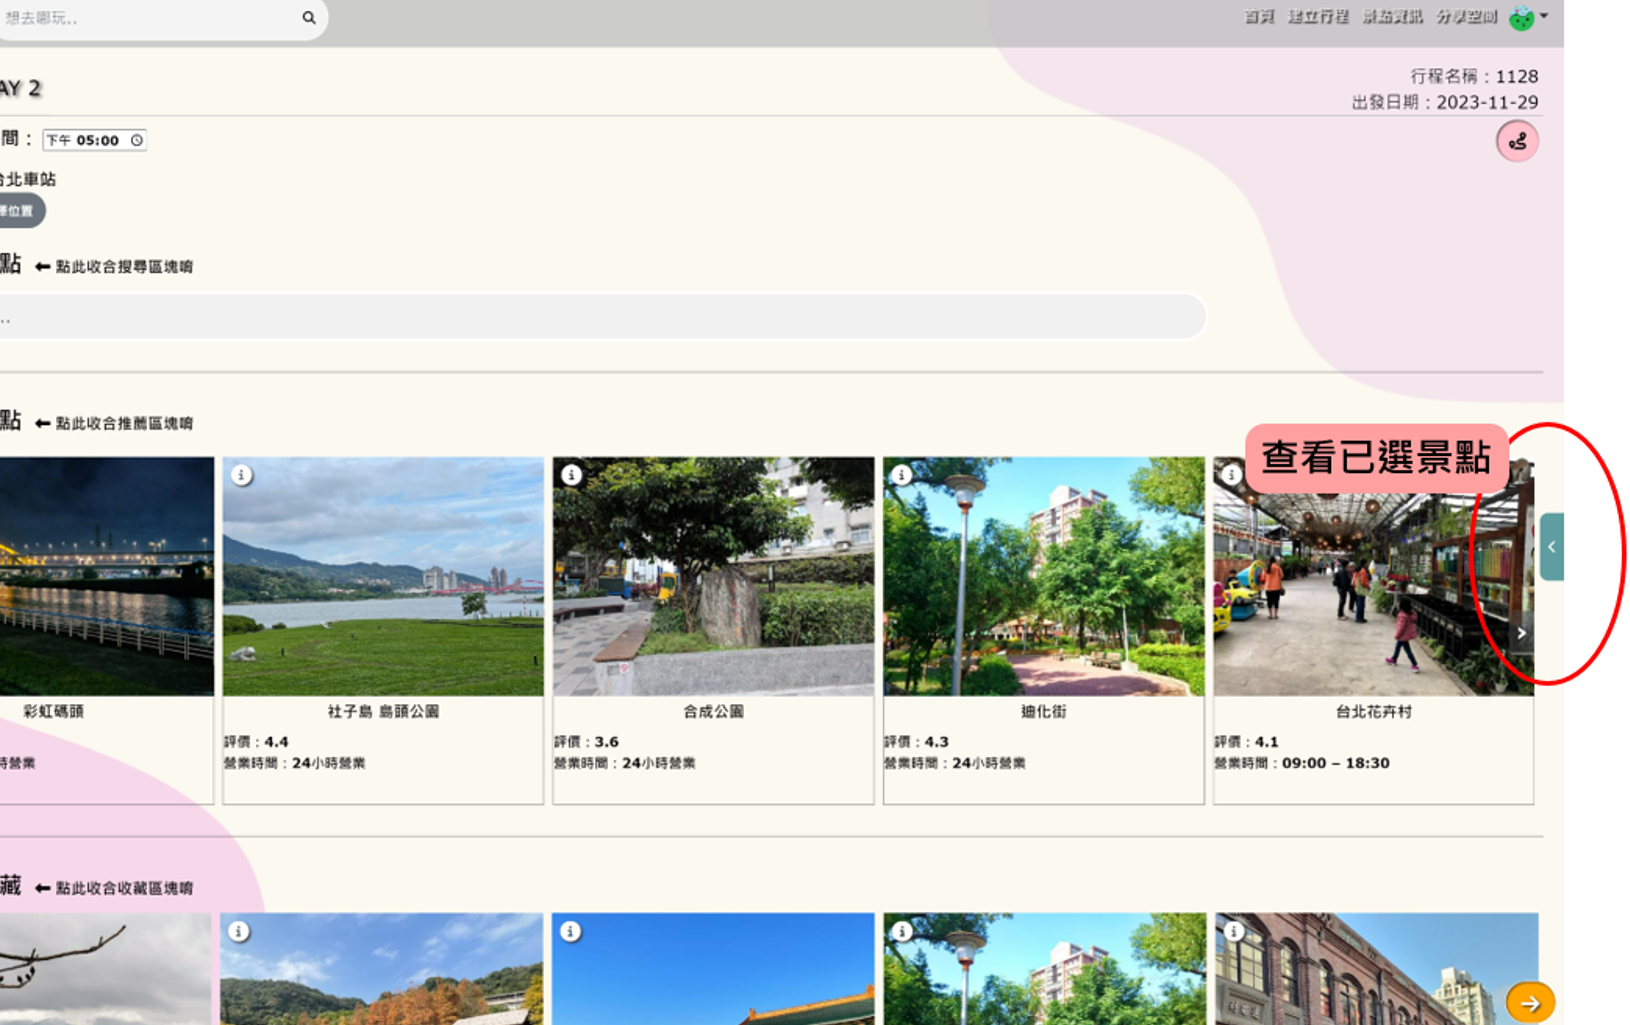 想去哪玩..
首頁 建立行程 景點資訊 分享空間
AY 2
行程名稱：1128
出發日期：2023-11-29
間： 下午 05:00
台北車站
擇位置
點 ⬅ 點此收合搜尋區塊唷
..
點 ⬅ 點此收合推薦區塊唷
查看已選景點
彩虹碼頭
時營業
社子島 島頭公園
評價：4.4
營業時間：24小時營業
合成公園
評價：3.6
營業時間：24小時營業
迪化街
評價：4.3
營業時間：24小時營業
台北花卉村
評價：4.1
營業時間：09:00 – 18:30
藏 ⬅ 點此收合收藏區塊唷